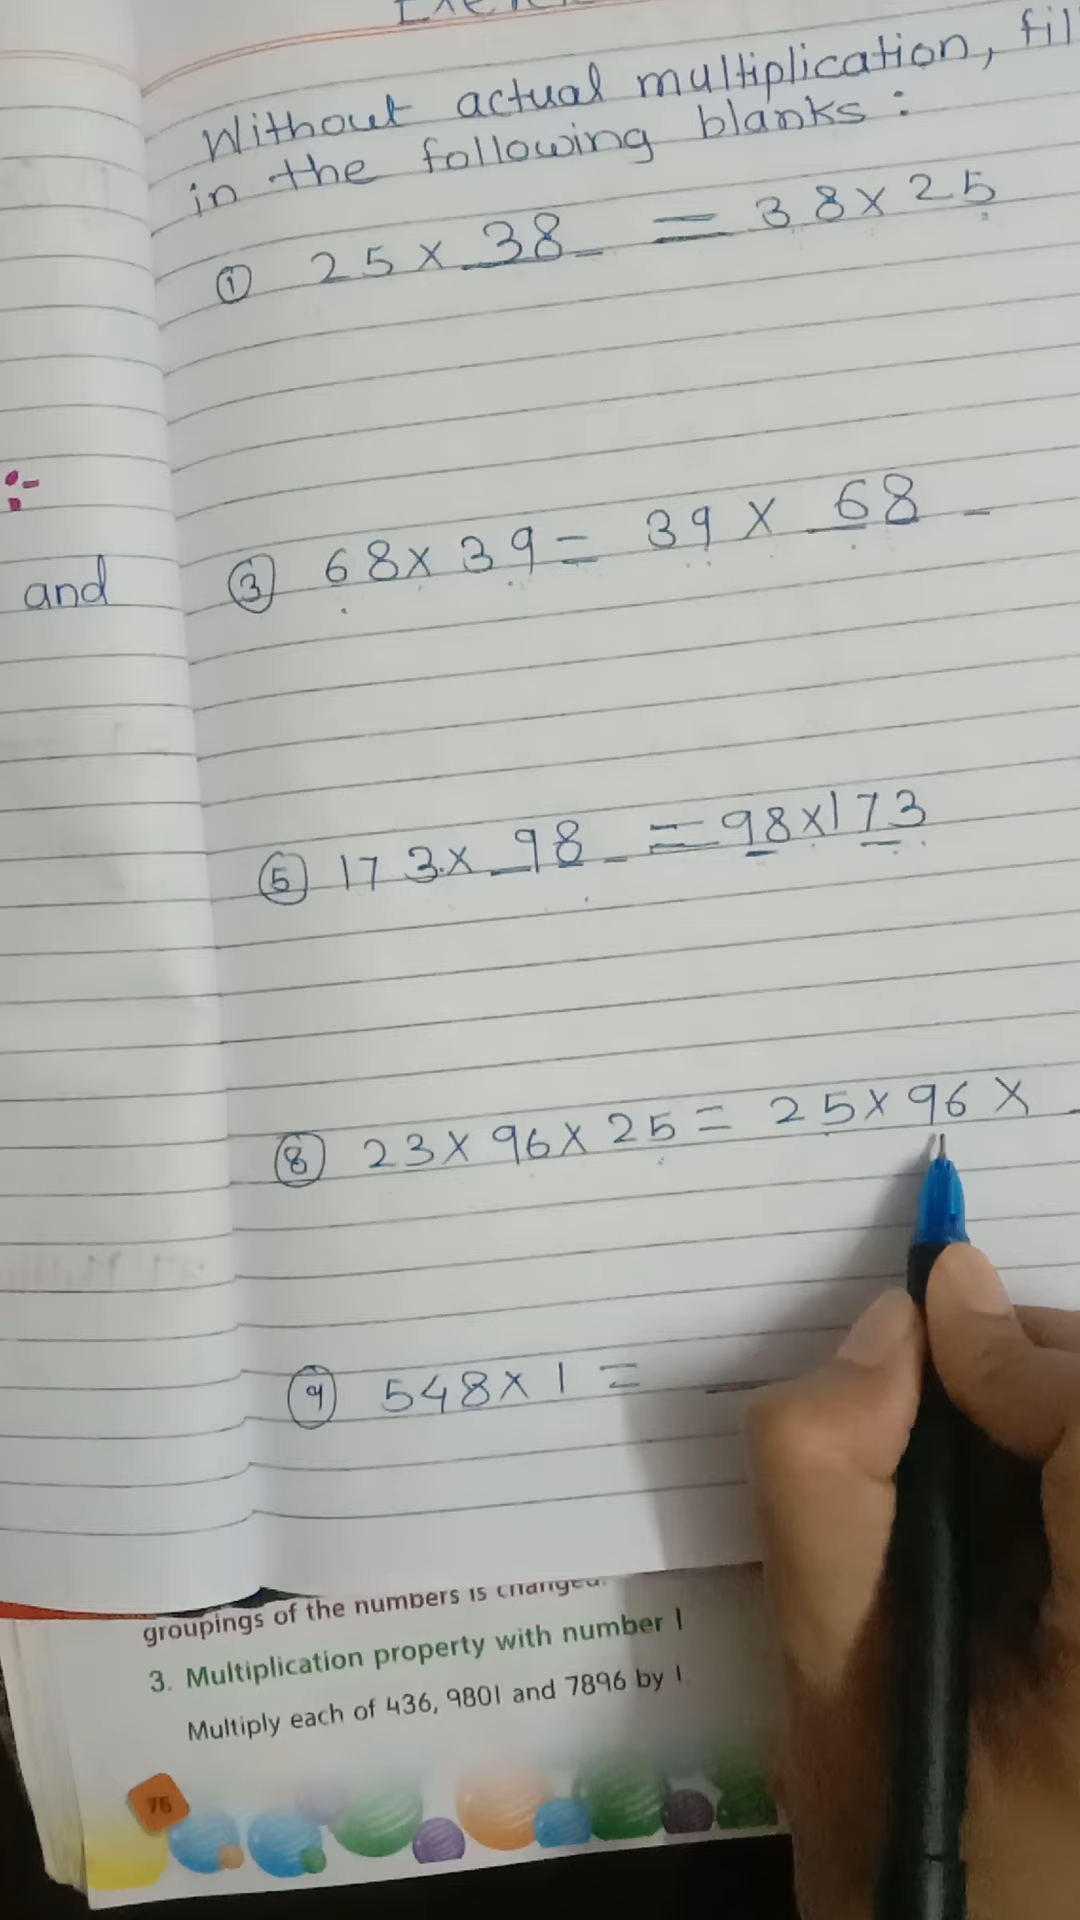 Without actual multiplication, fil
in the following blanks :
① 25 × 38 = 38 × 25
:-
and
③ 68 × 39 = 39 × 68
⑤ 173 × 98 = 98 × 173
⑧ 23 × 96 × 25 = 25 × 96 × _
⑨ 548 × 1 = _
groupings of the numbers is changed.
3. Multiplication property with number 1
Multiply each of 436, 9801 and 7896 by 1
76